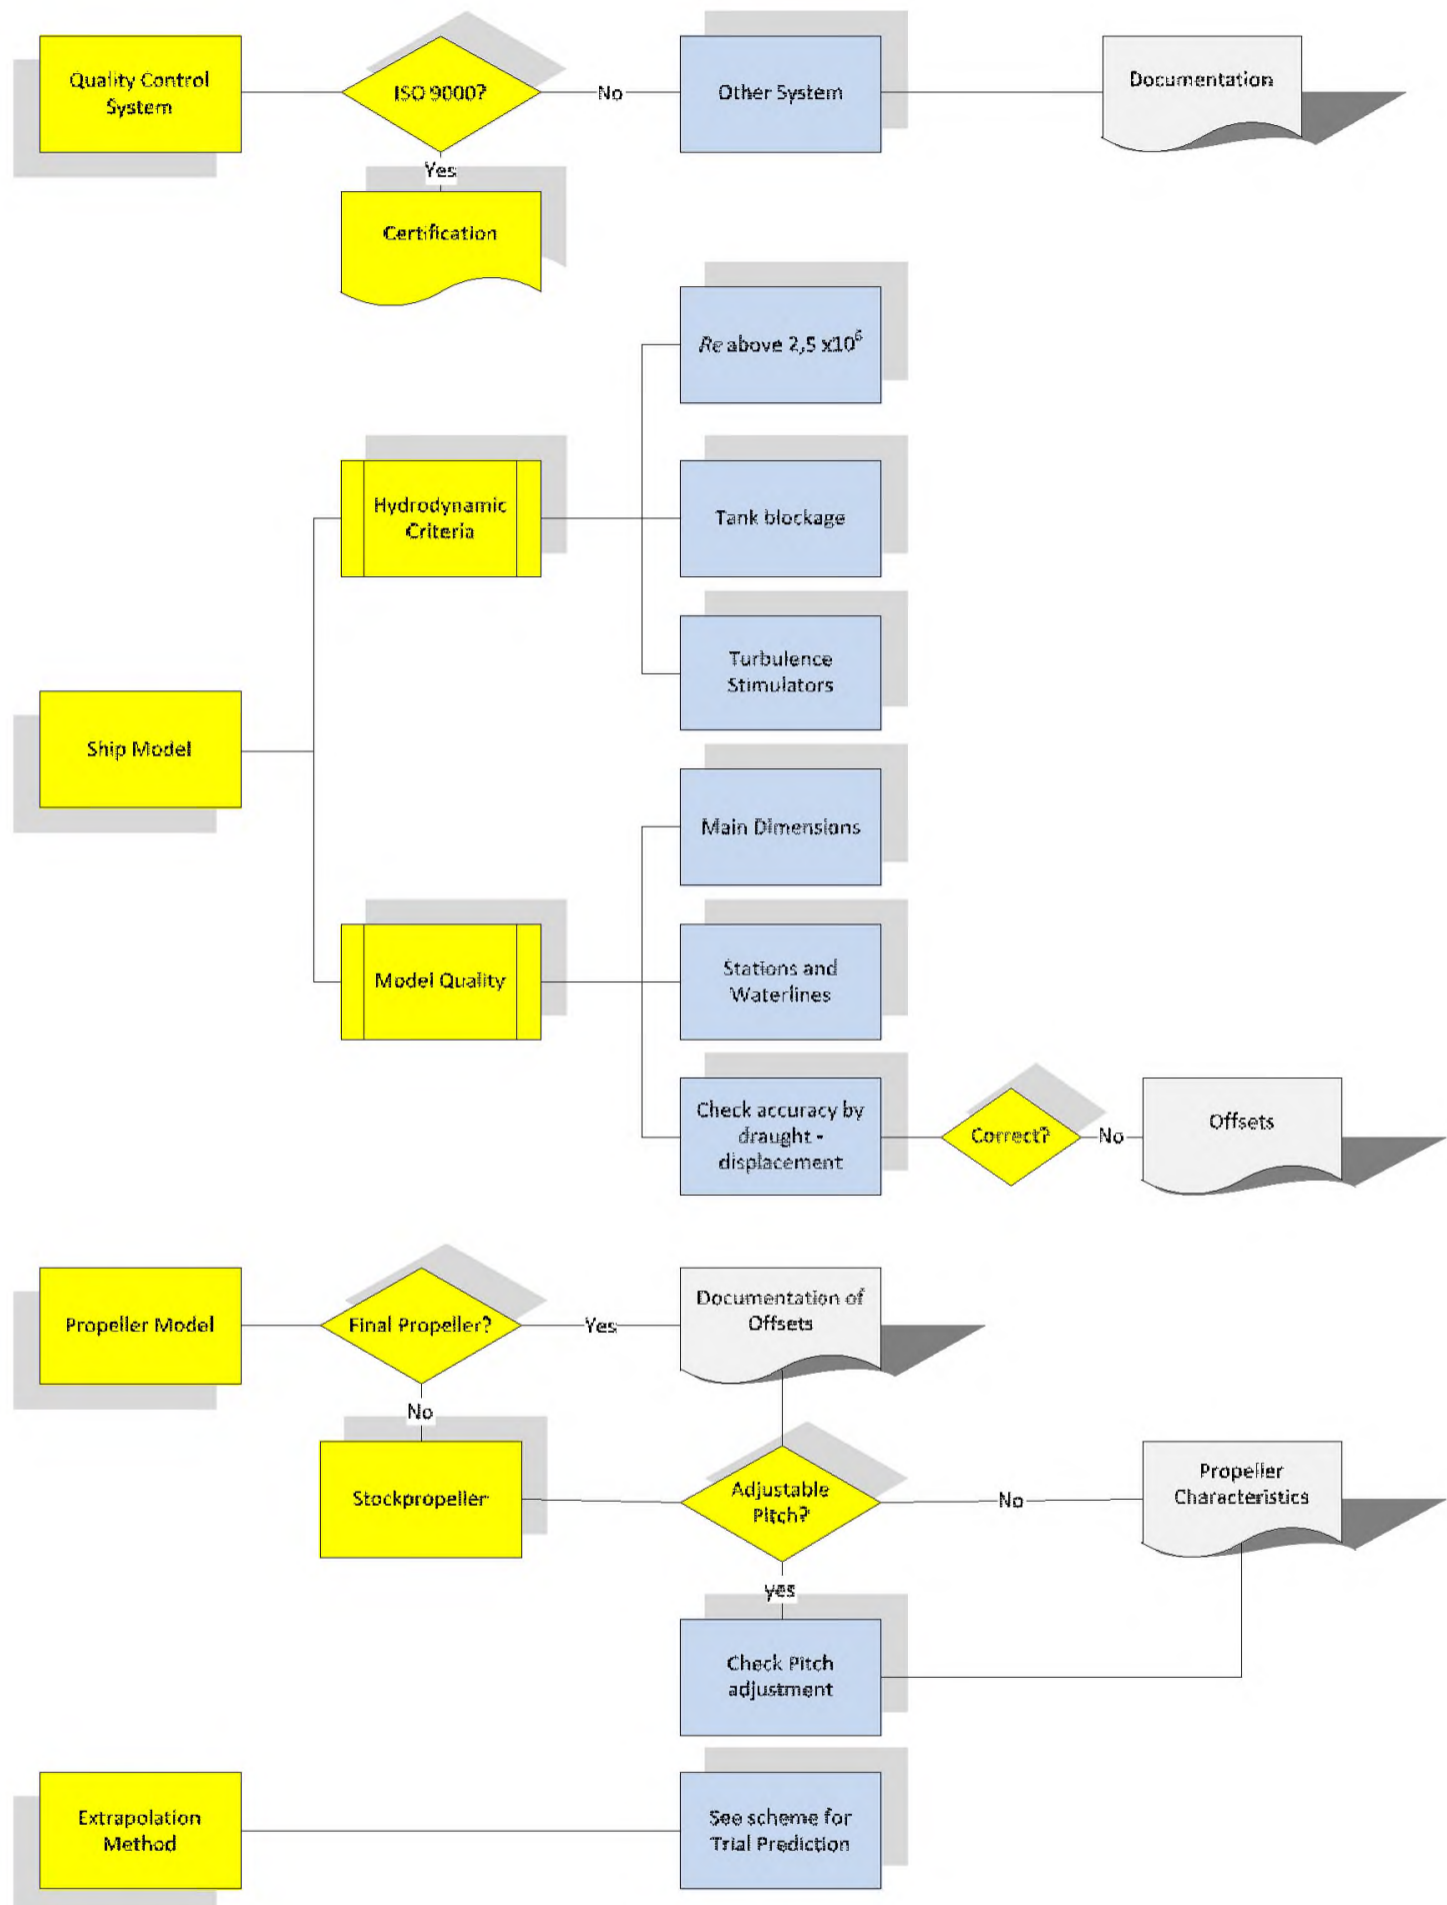 Quality Control
System
ISO 9000?
No
Other System
Documentation
Yes
Certification
Re above 2,5 x10⁶
Hydrodynamic
Criteria
Tank blockage
Turbulence
Stimulators
Ship Model
Main Dimensions
Model Quality
Stations and
Waterlines
Check accuracy by
draught -
displacement
Correct?
No
Offsets
Propeller Model
Final Propeller?
Yes
Documentation of
Offsets
No
Stockpropeller
Adjustable
Pitch?
No
Propeller
Characteristics
yes
Check Pitch
adjustment
Extrapolation
Method
See scheme for
Trial Prediction